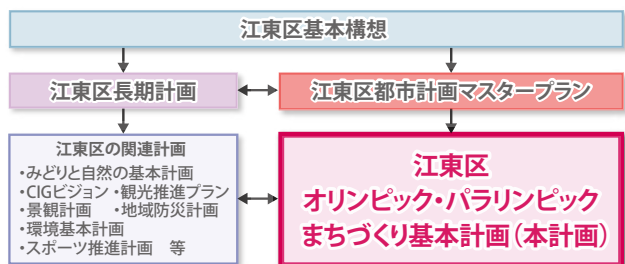 江東区基本構想
江東区長期計画
江東区都市計画マスタープラン
江東区の関連計画
・みどりと自然の基本計画
・CIGビジョン ・観光推進プラン
・景観計画　・地域防災計画
・環境基本計画
・スポーツ推進計画　等
江東区
オリンピック・パラリンピック
まちづくり基本計画（本計画）